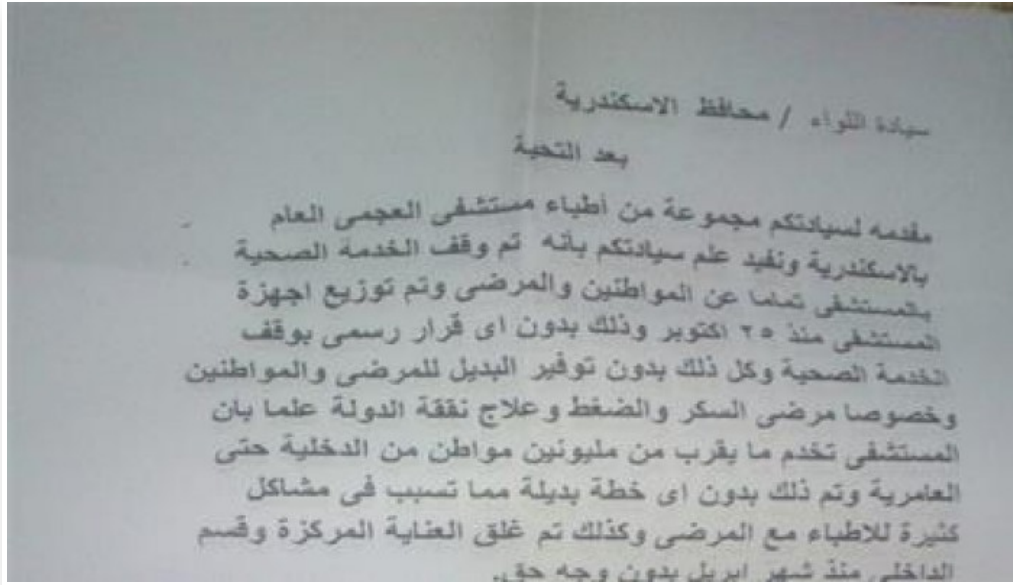 سيادة اللواء / محافظ الاسكندرية
بعد التحية
مقدمه لسيادتكم مجموعة من أطباء مستشفى العجمى العام
بالاسكندرية ونفيد علم سيادتكم بانه تم وقف الخدمه الصحية
بالمستشفى تماما عن المواطنين والمرضى وتم توزيع اجهزة
المستشفى منذ ٢٥ اكتوبر وذلك بدون اى قرار رسمى بوقف
الخدمة الصحية وكل ذلك بدون توفير البديل للمرضى والمواطنين
وخصوصا مرضى السكر والضغط وعلاج نفقة الدولة علما بان
المستشفى تخدم ما يقرب من مليونين مواطن من الدخلية حتى
العامرية وتم ذلك بدون اى خطة بديلة مما تسبب فى مشاكل
كثيرة للاطباء مع المرضى وكذلك تم غلق العناية المركزة وقسم
الداخلى منذ شهر ابريل بدون وجه حق.